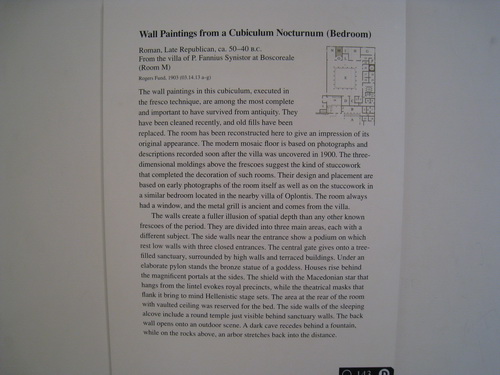 Wall Paintings from a Cubiculum Nocturnum (Bedroom)
Roman, Late Republican, ca. 50–40 B.C.
From the villa of P. Fannius Synistor at Boscoreale
(Room M)
Rogers Fund, 1903 (03.14.13 a-g)
The wall paintings in this cubiculum, executed in
the fresco technique, are among the most complete
and important to have survived from antiquity. They
have been cleaned recently, and old fills have been
replaced. The room has been reconstructed here to give an impression of its
original appearance. The modern mosaic floor is based on photographs and
descriptions recorded soon after the villa was uncovered in 1900. The three-
dimensional moldings above the frescoes suggest the kind of stuccowork
that completed the decoration of such rooms. Their design and placement are
based on early photographs of the room itself as well as on the stuccowork in
a similar bedroom located in the nearby villa of Oplontis. The room always
had a window, and the metal grill is ancient and comes from the villa.
The walls create a fuller illusion of spatial depth than any other known
frescoes of the period. They are divided into three main areas, each with a
different subject. The side walls near the entrance show a podium on which
rest low walls with three closed entrances. The central gate gives onto a tree-
filled sanctuary, surrounded by high walls and terraced buildings. Under an
elaborate pylon stands the bronze statue of a goddess. Houses rise behind
the magnificent portals at the sides. The shield with the Macedonian star that
hangs from the lintel evokes royal precincts, while the theatrical masks that
flank it bring to mind Hellenistic stage sets. The area at the rear of the room
with vaulted ceiling was reserved for the bed. The side walls of the sleeping
alcove include a round temple just visible behind sanctuary walls. The back
wall opens onto an outdoor scene. A dark cave recedes behind a fountain,
while on the rocks above, an arbor stretches back into the distance.